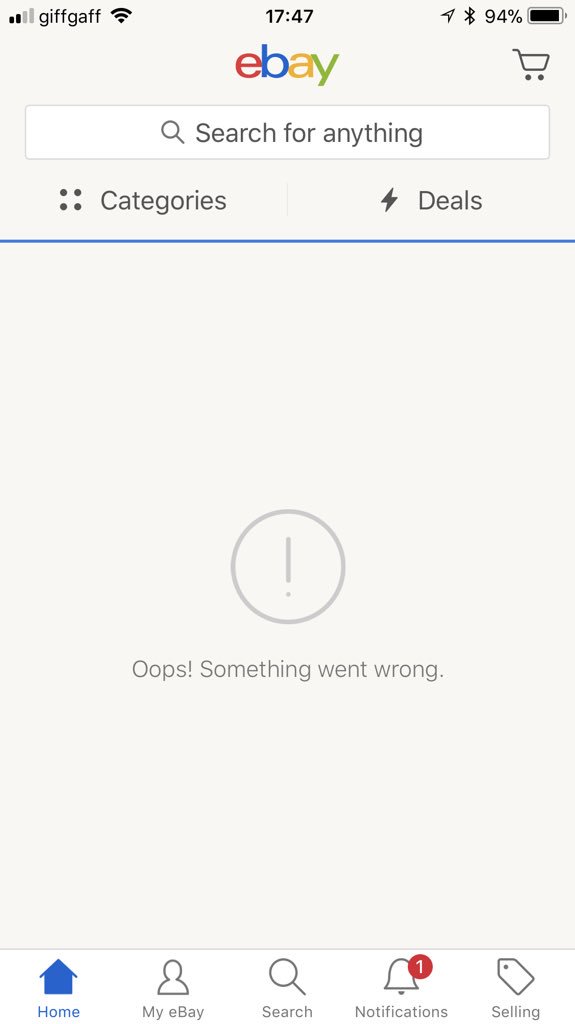 giffgaff 17:47 94%
ebay
Search for anything
Categories Deals
Oops! Something went wrong.
1
Home My eBay Search Notifications Selling